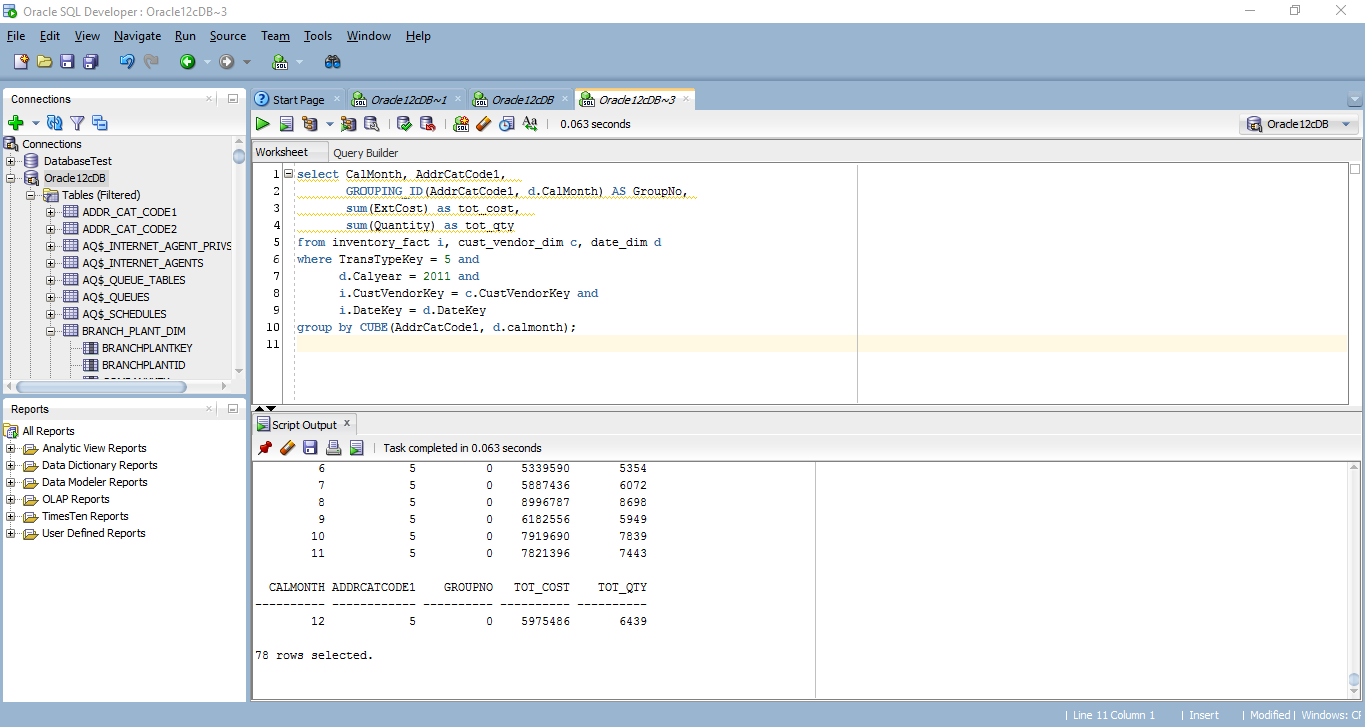 Oracle SQL Developer : Oracle12cDB~3
File Edit View Navigate Run Source Team Tools Window Help
Connections
Connections
DatabaseTest
Oracle12cDB
Tables (Filtered)
ADDR_CAT_CODE1
ADDR_CAT_CODE2
AQ$_INTERNET_AGENT_PRIVS
AQ$_INTERNET_AGENTS
AQ$_QUEUE_TABLES
AQ$_QUEUES
AQ$_SCHEDULES
BRANCH_PLANT_DIM
BRANCHPLANTKEY
BRANCHPLANTID
Reports
All Reports
Analytic View Reports
Data Dictionary Reports
Data Modeler Reports
OLAP Reports
TimesTen Reports
User Defined Reports
Start Page Oracle12cDB~1 Oracle12cDB Oracle12cDB~3
0.063 seconds Oracle12cDB
Worksheet Query Builder
1 select CalMonth, AddrCatCode1,
2 GROUPING_ID(AddrCatCode1, d.CalMonth) AS GroupNo,
3 sum(ExtCost) as tot_cost,
4 sum(Quantity) as tot_qty
5 from inventory_fact i, cust_vendor_dim c, date_dim d
6 where TransTypeKey = 5 and
7 d.Calyear = 2011 and
8 i.CustVendorKey = c.CustVendorKey and
9 i.DateKey = d.DateKey
10 group by CUBE(AddrCatCode1, d.calmonth);
11
Script Output x
Task completed in 0.063 seconds
6 5 0 5339590 5354
7 5 0 5887436 6072
8 5 0 8996787 8698
9 5 0 6182556 5949
10 5 0 7919690 7839
11 5 0 7821396 7443
CALMONTH ADDRCATCODE1 GROUPNO TOT_COST TOT_QTY
---------- ------------ ---------- ---------- ----------
12 5 0 5975486 6439
78 rows selected.
| Line 11 Column 1 | Insert | Modified | Windows: CF